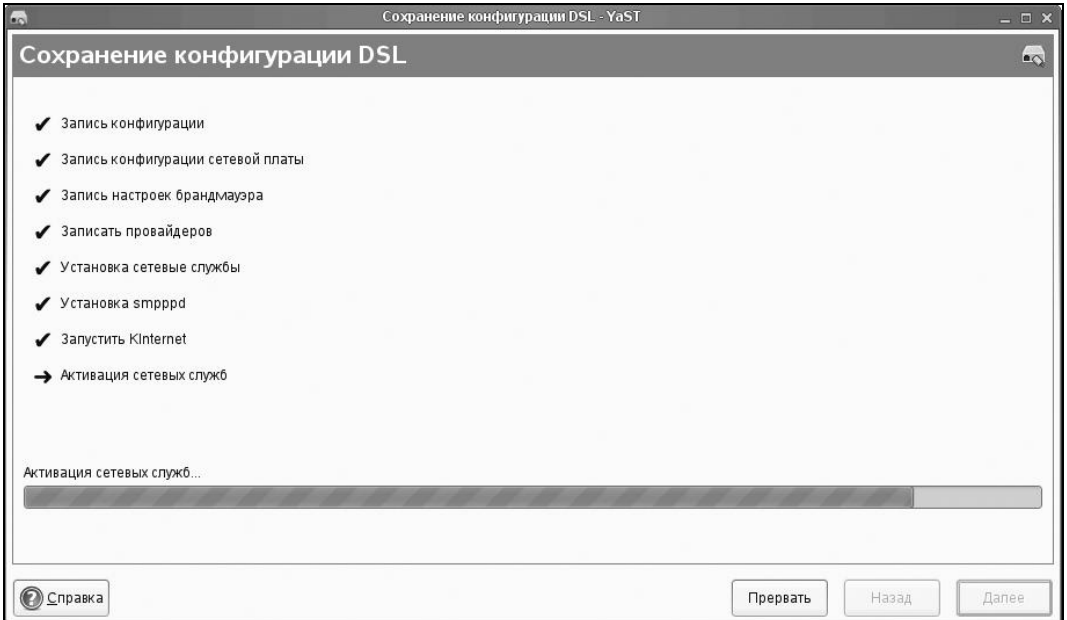 Сохранение конфигурации DSL - YaST
Сохранение конфигурации DSL
Запись конфигурации
Запись конфигурации сетевой платы
Запись настроек брандмауэра
Записать провайдеров
Установка сетевые службы
Установка smpppd
Запустить KInternet
Активация сетевых служб
Активация сетевых служб...
Справка
Прервать
Назад
Далее